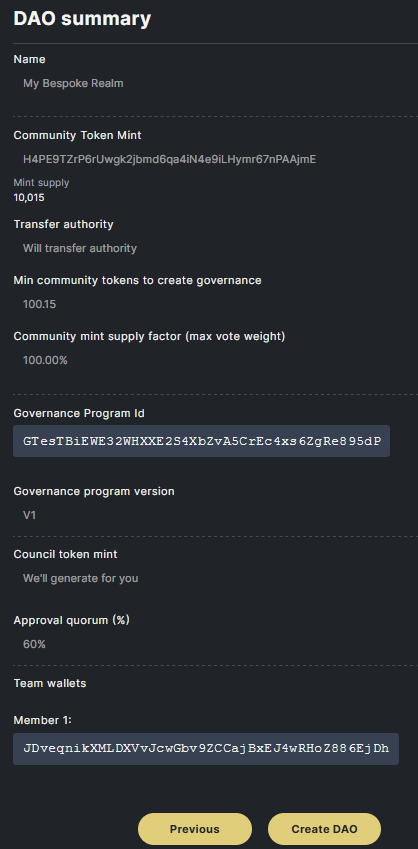 DAO summary
Name
My Bespoke Realm
Community Token Mint
H4PE9TZrP6rUwgk2jbmd6qa4iN4e9iLHymr67nPAAjmE
Mint supply
10,015
Transfer authority
Will transfer authority
Min community tokens to create governance
100.15
Community mint supply factor (max vote weight)
100.00%
Governance Program Id
GTesTBiEWE32WHXXE2S4XbZvA5CrEc4xs6ZgRe895dP
Governance program version
V1
Council token mint
We'll generate for you
Approval quorum (%)
60%
Team wallets
Member 1:
JDveqnikXMLDXVvJcwGbv9ZCCajBxEJ4wRHoZ886EjDh
Previous
Create DAO